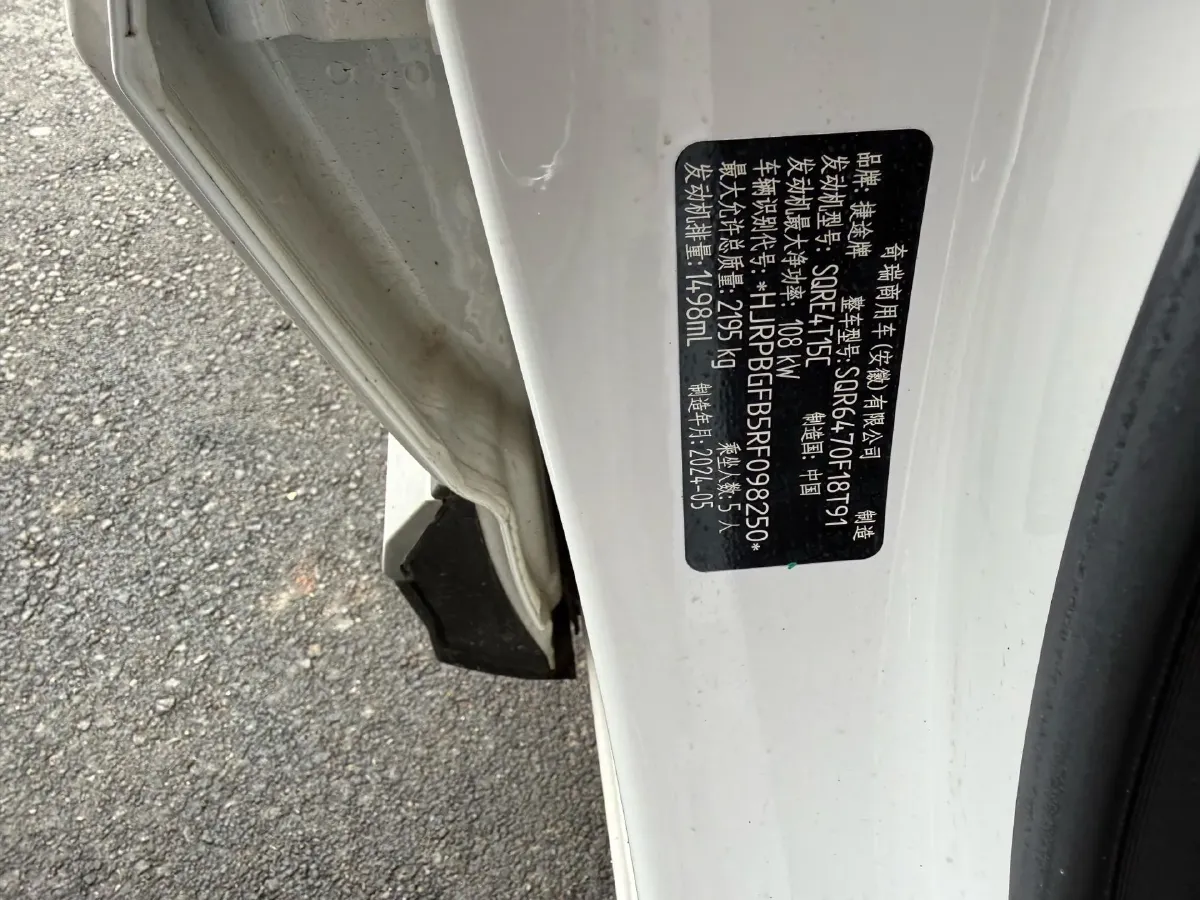 奇瑞商用车(安徽)有限公司 制造
品牌: 捷途牌 整车型号:SQR6470F18T91
发动机型号: SQRE4T15C 制造国: 中国
发动机最大净功率: 108 kW
车辆识别代号: *HJRPBGFB5RF098250*
最大允许总质量: 2195 kg 乘坐人数: 5 人
发动机排量: 1498mL 制造年月: 2024-05